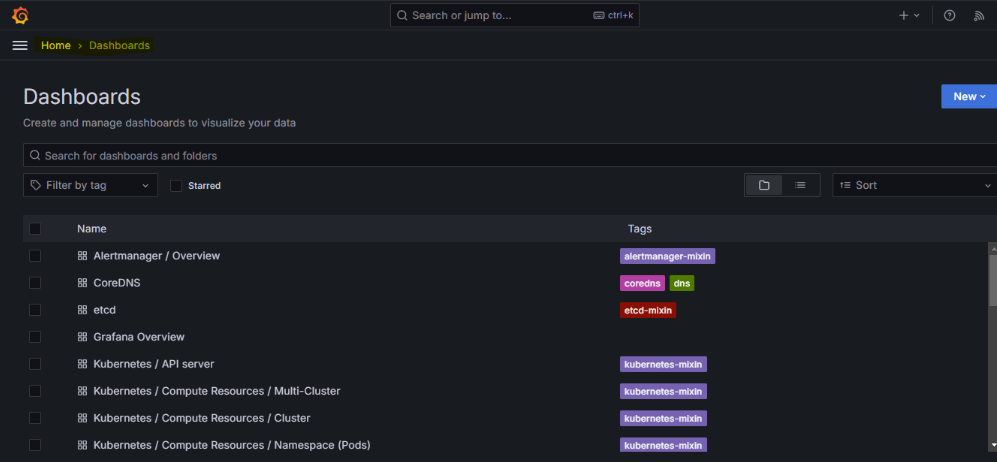 Search or jump to... ctrl+k
Home › Dashboards
Dashboards
New
Create and manage dashboards to visualize your data
Search for dashboards and folders
Filter by tag Starred Sort
Name Tags
Alertmanager / Overview alertmanager-mixin
CoreDNS coredns dns
etcd etcd-mixin
Grafana Overview
Kubernetes / API server kubernetes-mixin
Kubernetes / Compute Resources / Multi-Cluster kubernetes-mixin
Kubernetes / Compute Resources / Cluster kubernetes-mixin
Kubernetes / Compute Resources / Namespace (Pods) kubernetes-mixin